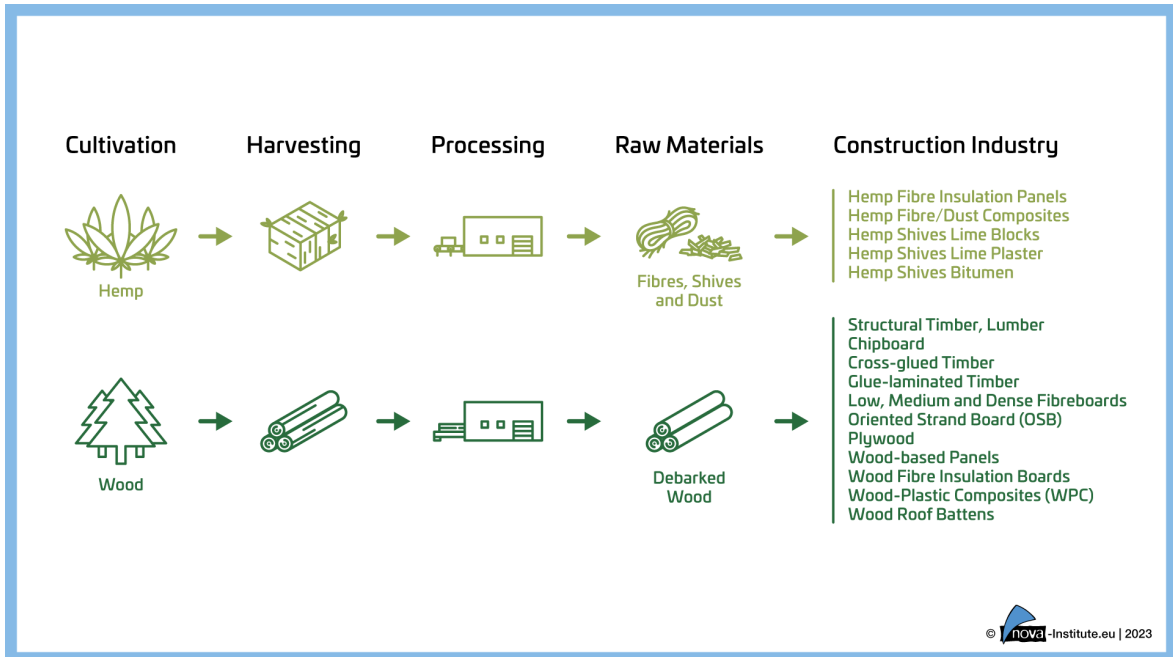 Cultivation
Harvesting
Processing
Raw Materials
Construction Industry
Hemp
Fibres, Shives
and Dust
Hemp Fibre Insulation Panels
Hemp Fibre/Dust Composites
Hemp Shives Lime Blocks
Hemp Shives Lime Plaster
Hemp Shives Bitumen
Wood
Debarked
Wood
Structural Timber, Lumber
Chipboard
Cross-glued Timber
Glue-laminated Timber
Low, Medium and Dense Fibreboards
Oriented Strand Board (OSB)
Plywood
Wood-based Panels
Wood Fibre Insulation Boards
Wood-Plastic Composites (WPC)
Wood Roof Battens
© nova-Institute.eu | 2023